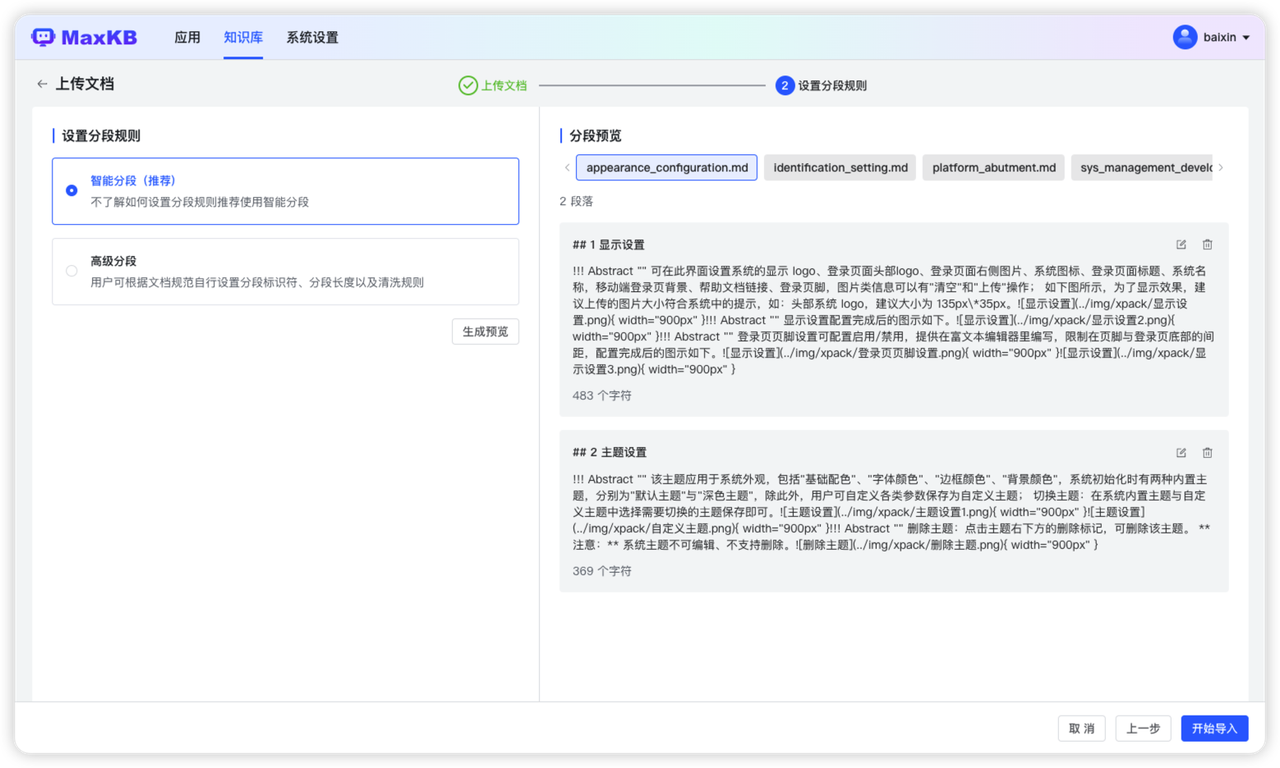 MaxKB 应用 知识库 系统设置 baixin
上传文档 上传文档 2 设置分段规则
设置分段规则
智能分段（推荐）
不了解如何设置分段规则推荐使用智能分段
高级分段
用户可根据文档规范自行设置分段标识符、分段长度以及清洗规则
生成预览
分段预览
appearance_configuration.md identification_setting.md platform_abutment.md sys_management_develo
2 段落
## 1 显示设置
!!! Abstract "" 可在此界面设置系统的显示 logo、登录页面头部logo、登录页面右侧图片、系统图标、登录页面标题、系统名
称，移动端登录页背景、帮助文档链接、登录页脚，图片类信息可以有"清空"和"上传"操作； 如下图所示，为了显示效果，建
议上传的图片大小符合系统中的提示，如：头部系统 logo，建议大小为 135px\*35px。![显示设置](../img/xpack/显示设
置.png){ width="900px" }!!! Abstract "" 显示设置配置完成后的图示如下。![显示设置](../img/xpack/显示设置2.png){
width="900px" }!!! Abstract "" 登录页页脚设置可配置启用/禁用，提供在富文本编辑器里编写，限制在页脚与登录页底部的间
距，配置完成后的图示如下。![显示设置](../img/xpack/登录页页脚设置.png){ width="900px" }![显示设置](../img/xpack/显
示设置3.png){ width="900px" }
483 个字符
## 2 主题设置
!!! Abstract "" 该主题应用于系统外观，包括"基础配色"、"字体颜色"、"边框颜色"、"背景颜色"，系统初始化时有两种内置主
题，分别为"默认主题"与"深色主题"，除此外，用户可自定义各类参数保存为自定义主题； 切换主题：在系统内置主题与自定
义主题中选择需要切换的主题保存即可。![主题设置](../img/xpack/主题设置1.png){ width="900px" }![主题设置]
(../img/xpack/自定义主题.png){ width="900px" }!!! Abstract "" 删除主题：点击主题右下方的删除标记，可删除该主题。 **
注意：** 系统主题不可编辑、不支持删除。![删除主题](../img/xpack/删除主题.png){ width="900px" }
369 个字符
取消 上一步 开始导入